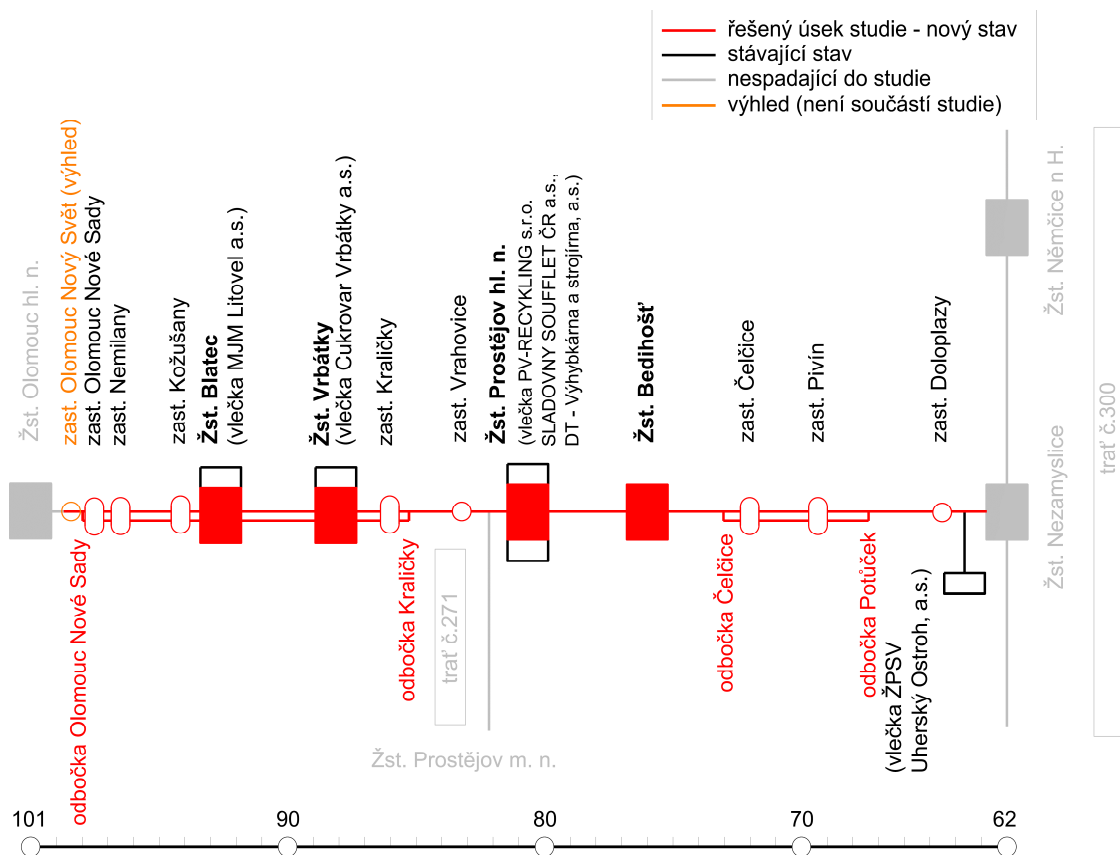 řešený úsek studie - nový stav
stávající stav
nespadající do studie
výhled (není součástí studie)
Žst. Olomouc hl. n.
zast. Olomouc Nový Svět (výhled)
zast. Olomouc Nové Sady
zast. Nemilany
zast. Kožušany
Žst. Blatec
(vlečka MJM Litovel a.s.)
Žst. Vrbátky
(vlečka Cukrovar Vrbátky a.s.)
zast. Kraličky
zast. Vrahovice
Žst. Prostějov hl. n.
(vlečka PV-RECYKLING s.r.o.
SLADOVNY SOUFFLET ČR a.s.,
DT - Výhybkárna a strojírna, a.s.)
Žst. Bedihošť
zast. Čelčice
zast. Pivín
zast. Doloplazy
Žst. Němčice n H.
Žst. Nezamyslice
trať č.300
odbočka Olomouc Nové Sady
odbočka Kraličky
trať č.271
Žst. Prostějov m. n.
odbočka Čelčice
odbočka Potůček
(vlečka ŽPSV
Uherský Ostroh, a.s.)
101
90
80
70
62